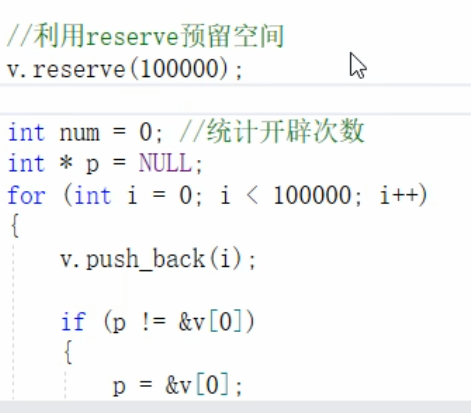 //利用reserve预留空间
v.reserve(100000);
int num = 0; //统计开辟次数
int * p = NULL;
for (int i = 0; i < 100000; i++)
{
v.push_back(i);
if (p != &v[0])
{
p = &v[0];